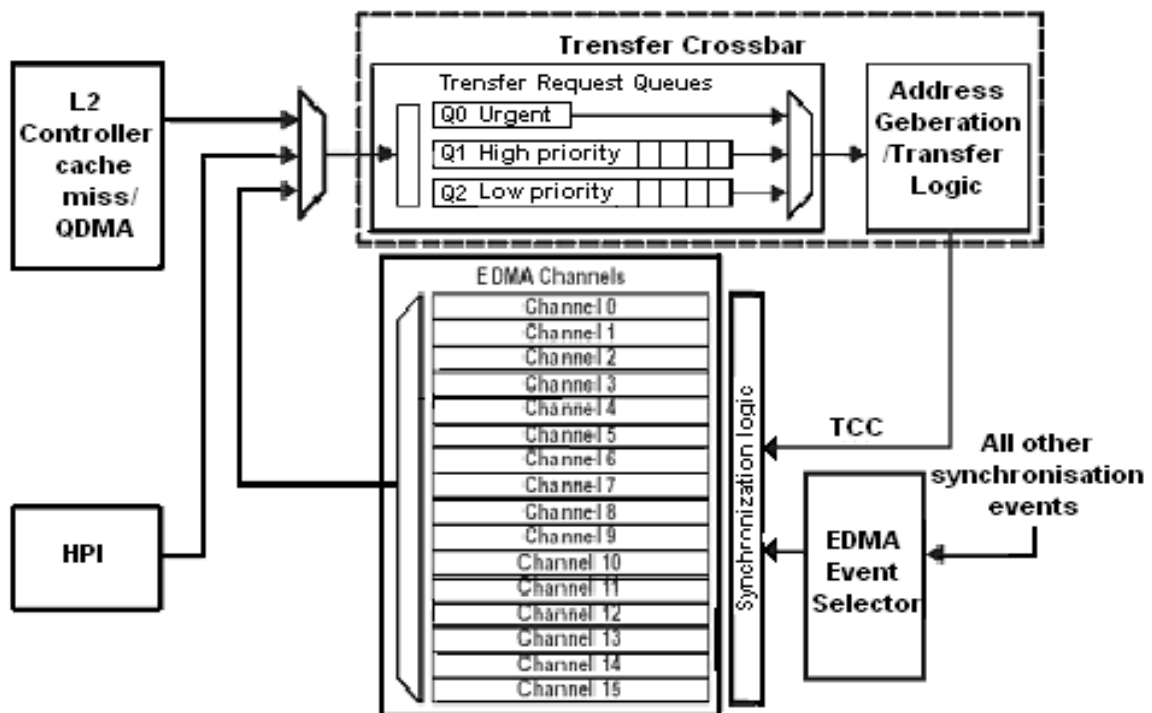 Trensfer Crossbar
L2
Controller
cache
miss/
QDMA
Trensfer Request Queues
Q0 Urgent
Q1 High priority
Q2 Low priority
Address
Geberation
/Transfer
Logic
EDMA Channels
Channel 0
Channel 1
Channel 2
Channel 3
Channel 4
Channel 5
Channel 6
Channel 7
Channel 8
Channel 9
Channel 10
Channel 11
Channel 12
Channel 13
Channel 14
Channel 15
Synchronization logic
TCC
All other
synchronisation
events
HPI
EDMA
Event
Selector